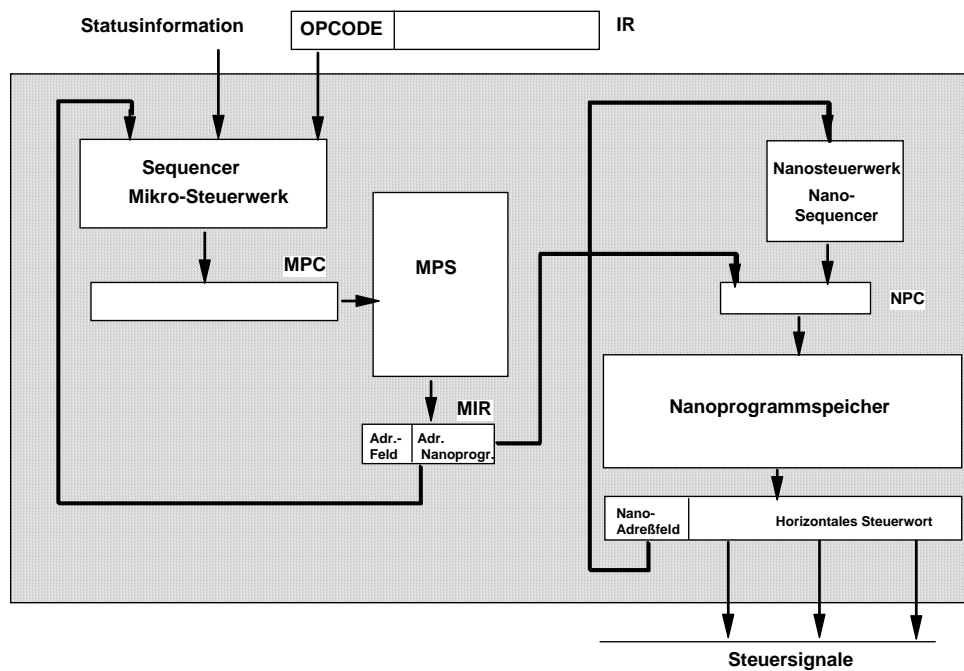 Statusinformation
OPCODE
IR
Sequencer
Mikro-Steuerwerk
MPC
MPS
MIR
Adr.-
Feld
Adr.
Nanoprogr.
Nanosteuerwerk
Nano-
Sequencer
NPC
Nanoprogrammspeicher
Nano-
Adreßfeld
Horizontales Steuerwort
Steuersignale